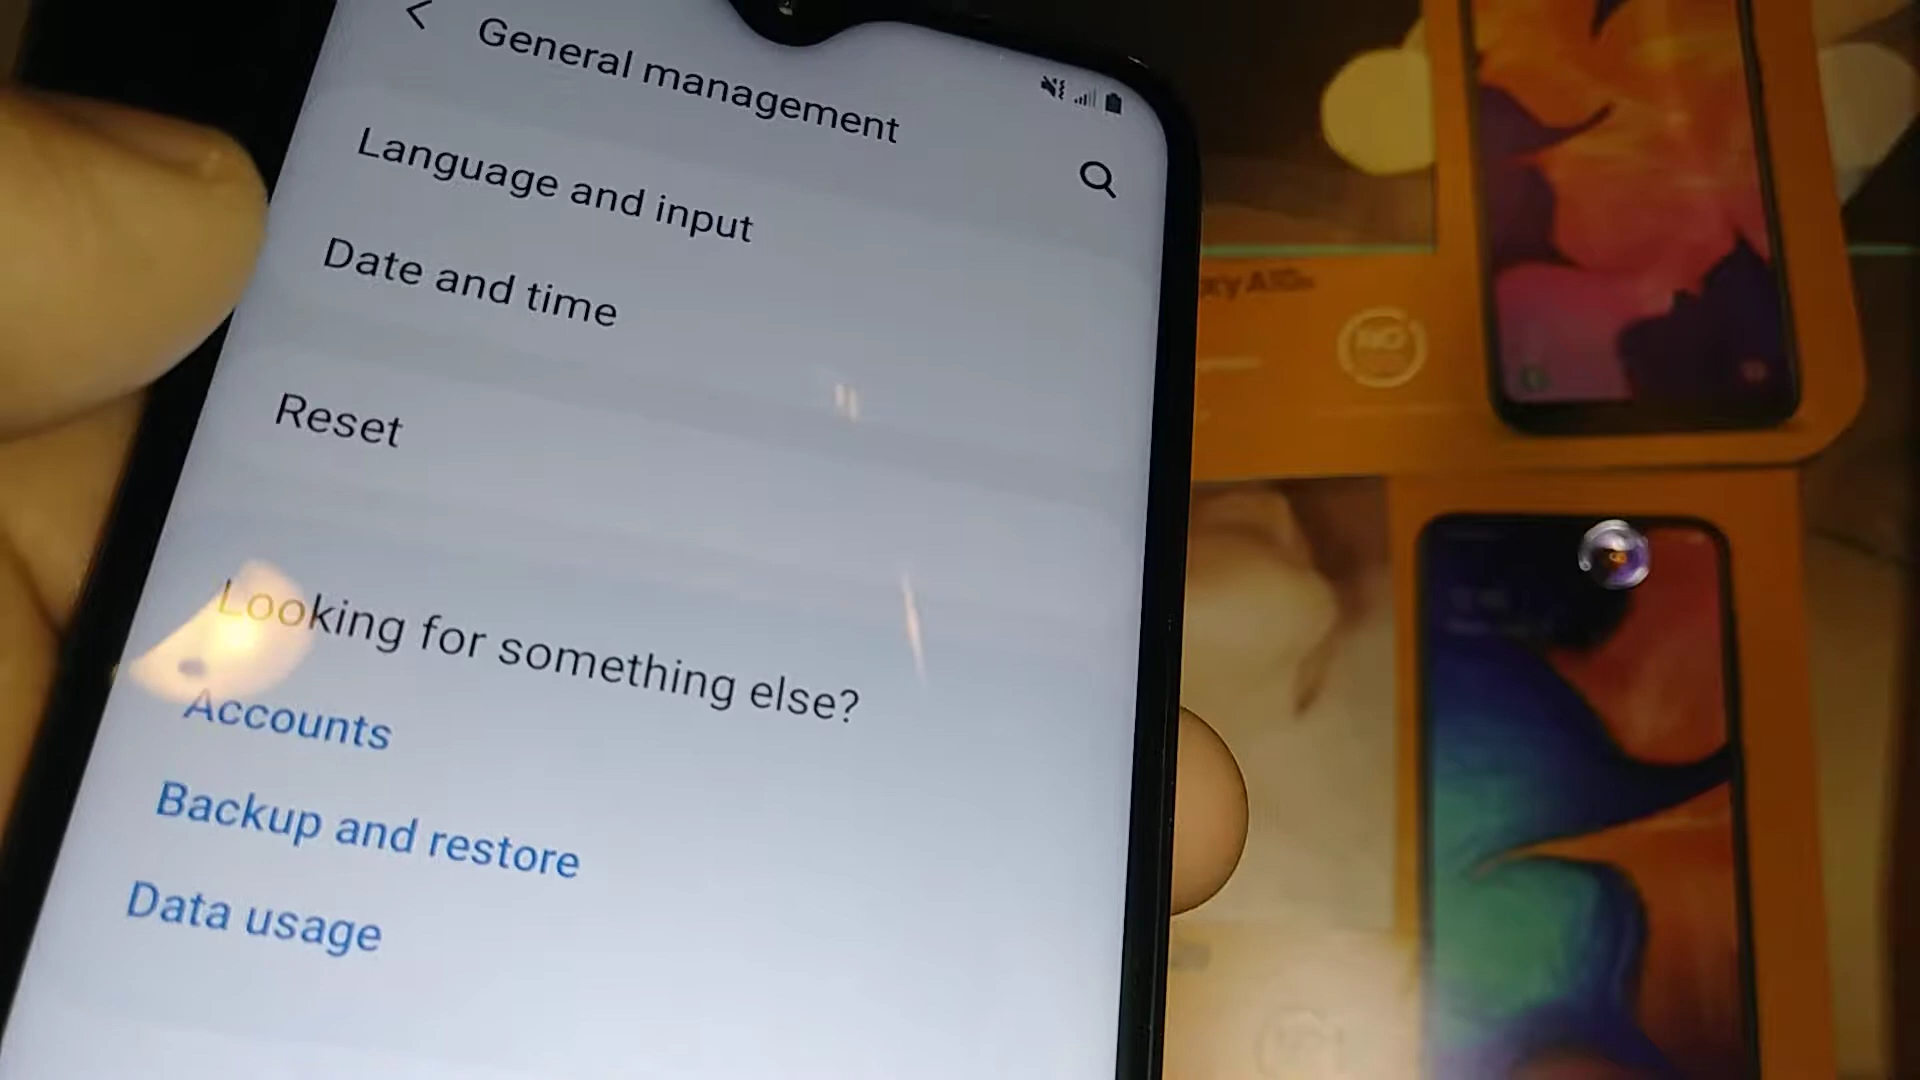 General management
Language and input
Date and time
Reset
Looking for something else?
Accounts
Backup and restore
Data usage